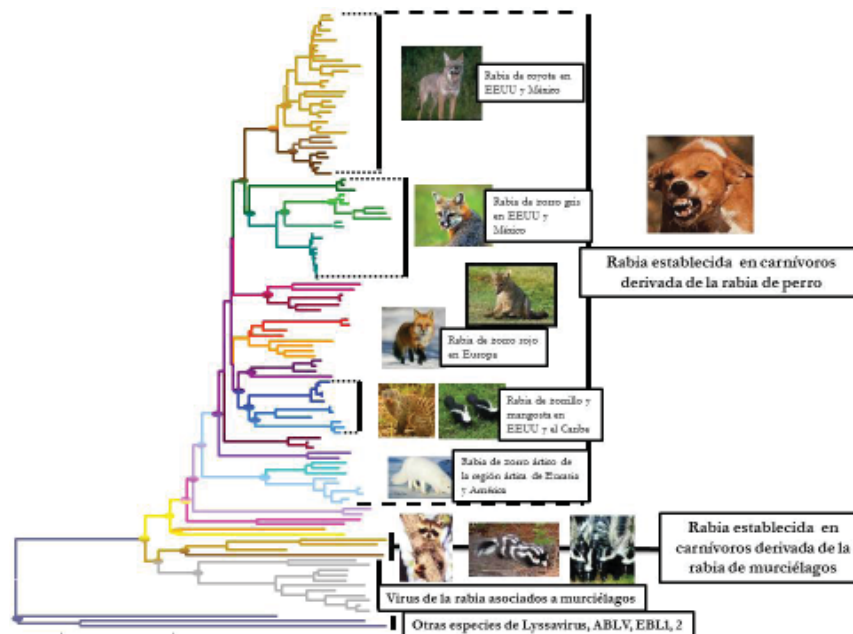 Rabia de coyote en
EEUU y México
Rabia de zorro gris
en EEUU y
México
Rabia establecida en carnívoros
derivada de la rabia de perro
Rabia de zorro rojo
en Europa
Rabia de zorrillo y
mangosta en
EEUU y el Caribe
Rabia de zorro ártico de
la región ártica de Eurasia
y América
Rabia establecida en
carnívoros derivada de la
rabia de murciélagos
Virus de la rabia asociados a murciélagos
Otras especies de Lyssavirus, ABLV, EBL1, 2